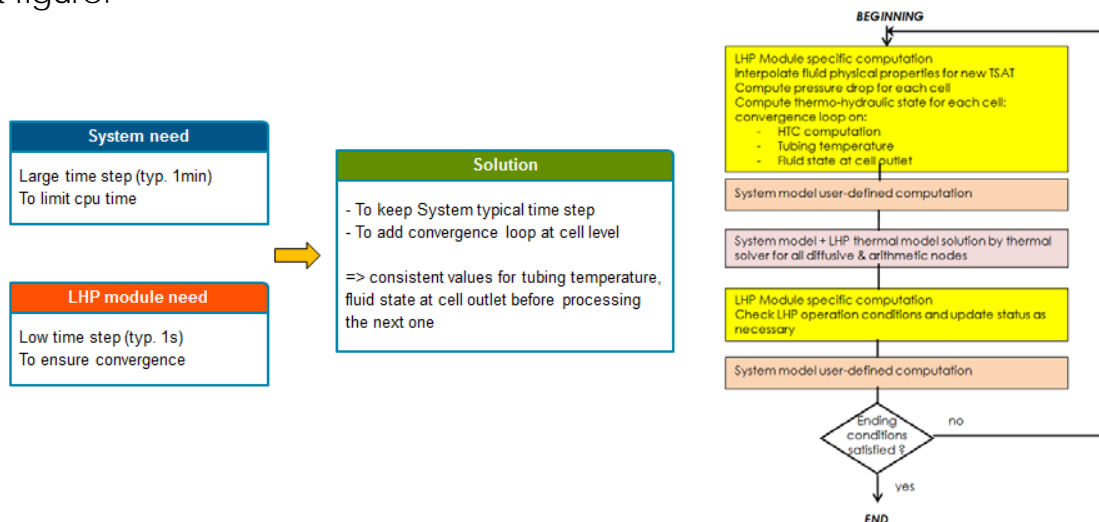 System need
Large time step (typ. 1min)
To limit cpu time
LHP module need
Low time step (typ. 1s)
To ensure convergence
Solution
- To keep System typical time step
- To add convergence loop at cell level
=> consistent values for tubing temperature,
fluid state at cell outlet before processing
the next one
BEGINNING
LHP Module specific computation
Interpolate fluid physical properties for new TSAT
Compute pressure drop for each cell
Compute thermo-hydraulic state for each cell:
convergence loop on:
- HTC computation
- Tubing temperature
- Fluid state at cell outlet
System model user-defined computation
System model + LHP thermal model solution by thermal
solver for all diffusive & arithmetic nodes
LHP Module specific computation
Check LHP operation conditions and update status as
necessary
System model user-defined computation
Ending
conditions
satisfied ?
no
yes
END